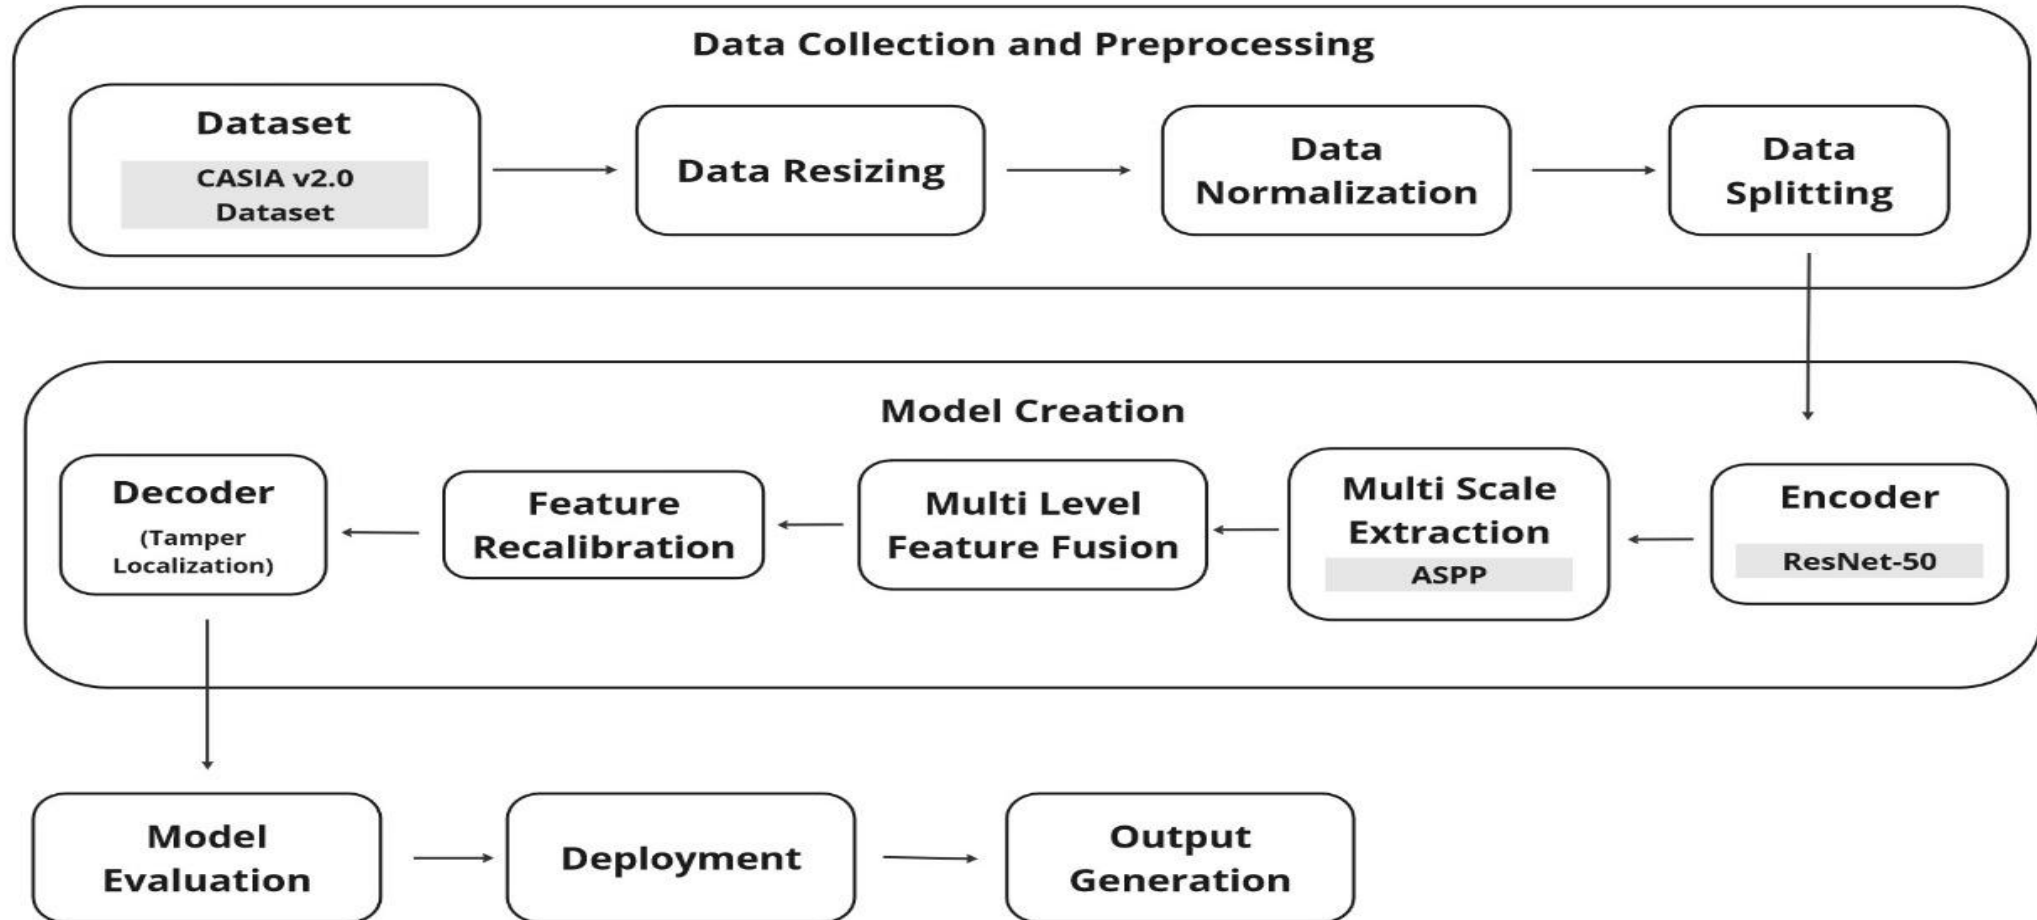 Data Collection and Preprocessing
Dataset
CASIA v2.0
Dataset
Data Resizing
Data
Normalization
Data
Splitting
Model Creation
Decoder
(Tamper
Localization)
Feature
Recalibration
Multi Level
Feature Fusion
Multi Scale
Extraction
ASPP
Encoder
ResNet-50
Model
Evaluation
Deployment
Output
Generation